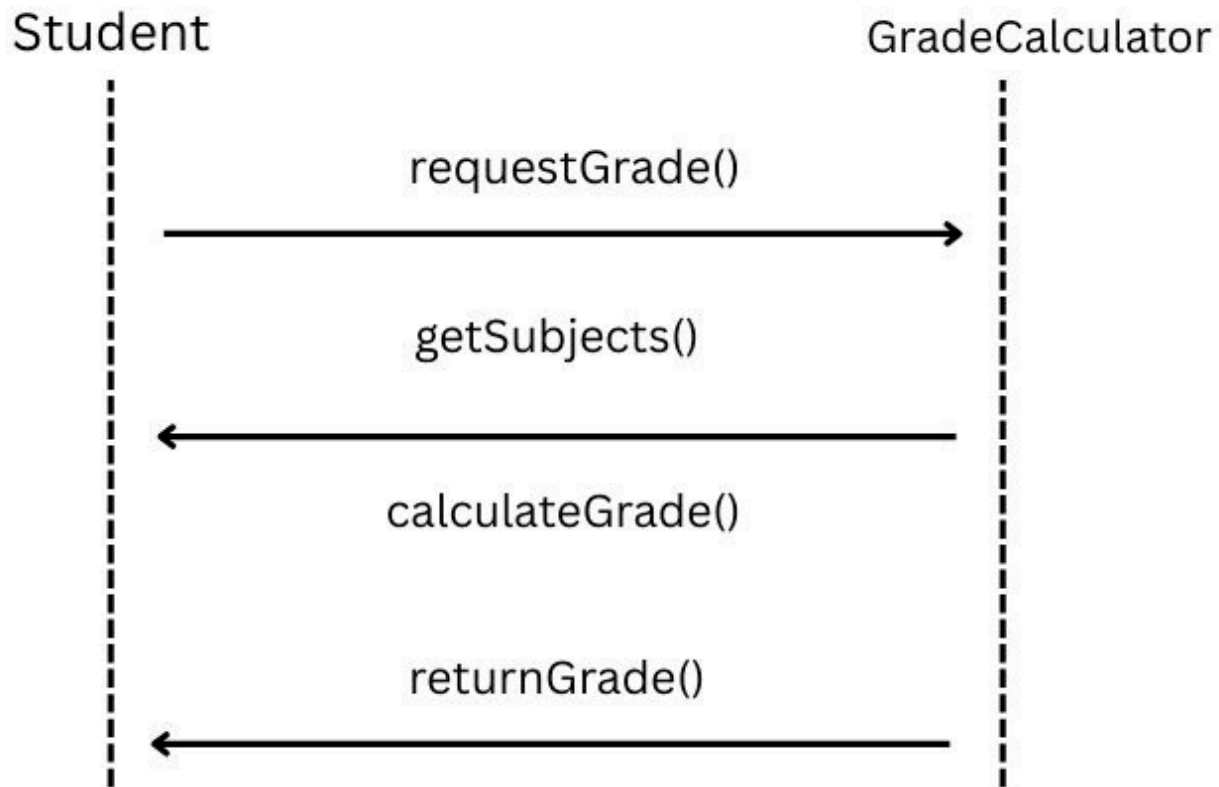 Student
GradeCalculator
requestGrade()
getSubjects()
calculateGrade()
returnGrade()